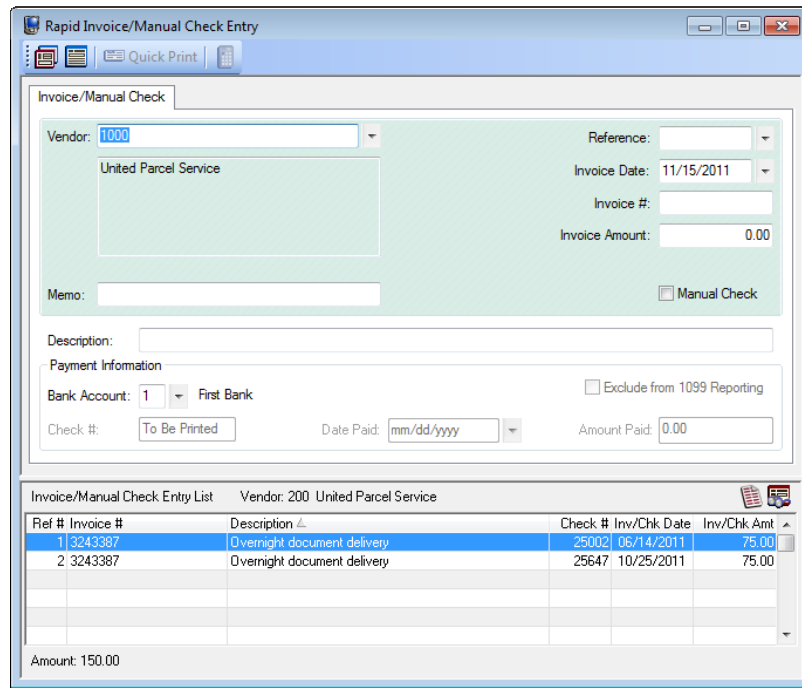 Rapid Invoice/Manual Check Entry
Quick Print
Invoice/Manual Check
Vendor: 1000 Reference:
United Parcel Service Invoice Date: 11/15/2011
Invoice #:
Invoice Amount: 0.00
Memo: Manual Check
Description:
Payment Information
Bank Account: 1 First Bank Exclude from 1099 Reporting
Check #: To Be Printed Date Paid: mm/dd/yyyy Amount Paid: 0.00
Invoice/Manual Check Entry List Vendor: 200 United Parcel Service
Ref # Invoice # Description Check # Inv/Chk Date Inv/Chk Amt
1 3243387 Overnight document delivery 25002 06/14/2011 75.00
2 3243387 Overnight document delivery 25647 10/25/2011 75.00
Amount: 150.00